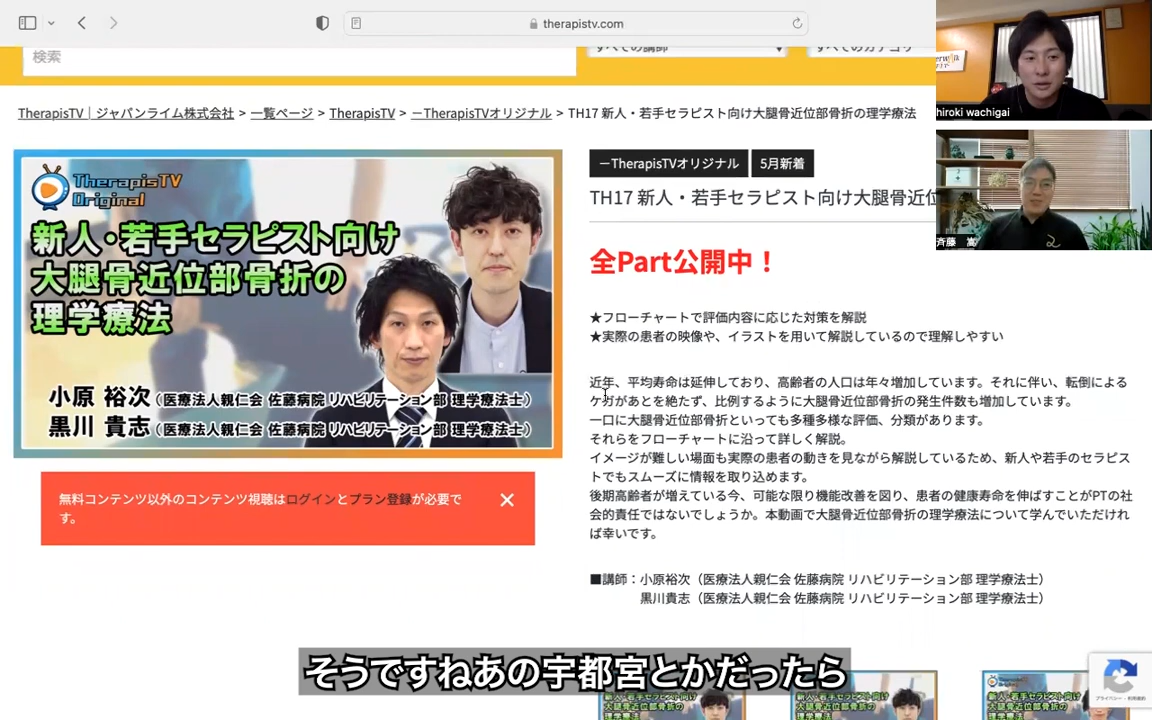 therapistv.com
検索
すべての講師
すべてのカテゴリ
TherapisTV | ジャパンライム株式会社 > 一覧ページ > TherapisTV > －TherapisTVオリジナル > TH17 新人・若手セラピスト向け大腿骨近位部骨折の理学療法
hiroki wachigai
斉藤 嵩
TherapisTV
Original
新人・若手セラピスト向け
大腿骨近位部骨折の
理学療法
小原 裕次（医療法人親仁会 佐藤病院 リハビリテーション部 理学療法士）
黒川 貴志（医療法人親仁会 佐藤病院 リハビリテーション部 理学療法士）
無料コンテンツ以外のコンテンツ視聴はログインとプラン登録が必要で
す。
－TherapisTVオリジナル
5月新着
TH17 新人・若手セラピスト向け大腿骨近位
全Part公開中！
★フローチャートで評価内容に応じた対策を解説
★実際の患者の映像や、イラストを用いて解説しているので理解しやすい
近年、平均寿命は延伸しており、高齢者の人口は年々増加しています。それに伴い、転倒による
ケガがあとを絶たず、比例するように大腿骨近位部骨折の発生件数も増加しています。
一口に大腿骨近位部骨折といっても多種多様な評価、分類があります。
それらをフローチャートに沿って詳しく解説。
イメージが難しい場面も実際の患者の動きを見ながら解説しているため、新人や若手のセラピス
トでもスムーズに情報を取り込めます。
後期高齢者が増えている今、可能な限り機能改善を図り、患者の健康寿命を伸ばすことがPTの社
会的責任ではないでしょうか。本動画で大腿骨近位部骨折の理学療法について学んでいただけれ
ば幸いです。
■講師：小原裕次（医療法人親仁会 佐藤病院 リハビリテーション部 理学療法士）
黒川貴志（医療法人親仁会 佐藤病院 リハビリテーション部 理学療法士）
そうですねあの宇都宮とかだったら
プライバシー - 利用規約